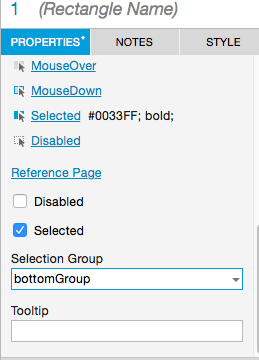 1 (Rectangle Name)
PROPERTIES* NOTES STYLE
MouseOver
MouseDown
Selected #0033FF; bold;
Disabled
Reference Page
Disabled
Selected
Selection Group
bottomGroup
Tooltip